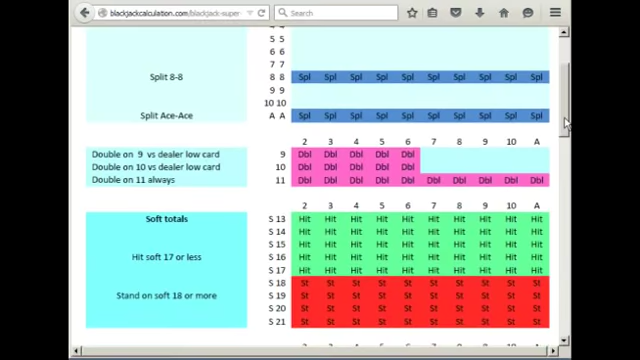 blackjackcalculation.com/blackjack-super-
Search
5 5
6 6
7 7
Split 8-8 8 8 Spl Spl Spl Spl Spl Spl Spl Spl Spl Spl
9 9
10 10
Split Ace-Ace A A Spl Spl Spl Spl Spl Spl Spl Spl Spl Spl
2 3 4 5 6 7 8 9 10 A
Double on 9 vs dealer low card 9 Dbl Dbl Dbl Dbl Dbl
Double on 10 vs dealer low card 10 Dbl Dbl Dbl Dbl Dbl
Double on 11 always 11 Dbl Dbl Dbl Dbl Dbl Dbl Dbl Dbl Dbl Dbl
2 3 4 5 6 7 8 9 10 A
Soft totals S 13 Hit Hit Hit Hit Hit Hit Hit Hit Hit Hit
S 14 Hit Hit Hit Hit Hit Hit Hit Hit Hit Hit
S 15 Hit Hit Hit Hit Hit Hit Hit Hit Hit Hit
Hit soft 17 or less S 16 Hit Hit Hit Hit Hit Hit Hit Hit Hit Hit
S 17 Hit Hit Hit Hit Hit Hit Hit Hit Hit Hit
S 18 St St St St St St St St St St
Stand on soft 18 or more S 19 St St St St St St St St St St
S 20 St St St St St St St St St St
S 21 St St St St St St St St St St